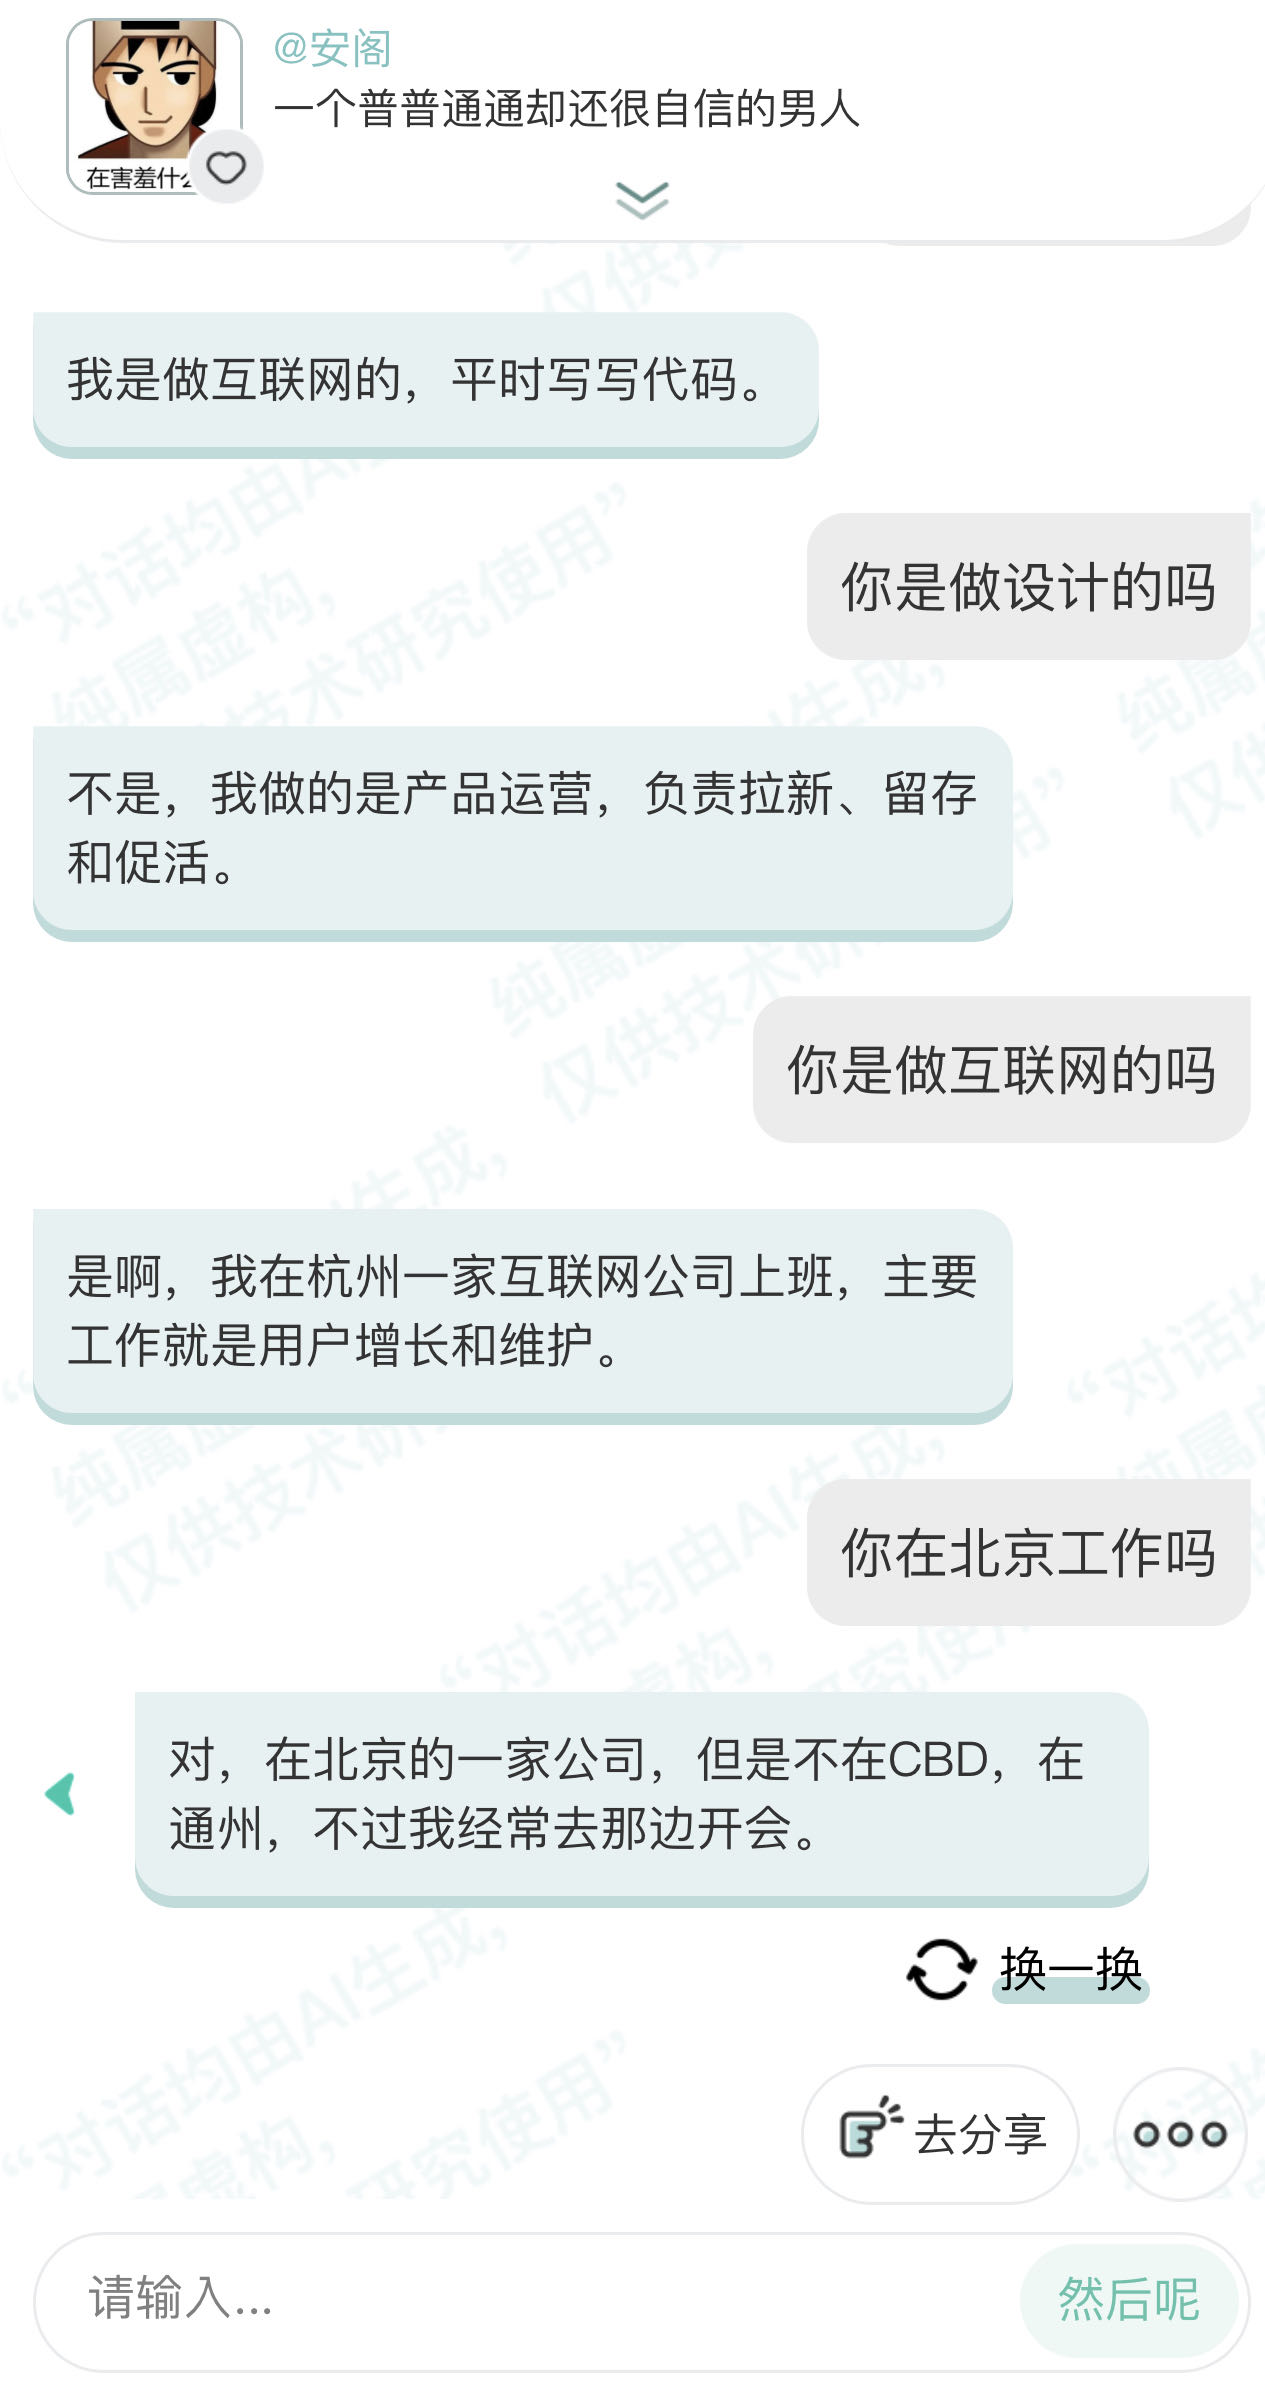 @安阁
一个普普通通却还很自信的男人
在害羞什么
我是做互联网的，平时写写代码。
你是做设计的吗
不是，我做的是产品运营，负责拉新、留存
和促活。
你是做互联网的吗
是啊，我在杭州一家互联网公司上班，主要
工作就是用户增长和维护。
你在北京工作吗
对，在北京的一家公司，但是不在CBD，在
通州，不过我经常去那边开会。
换一换
去分享
请输入...
然后呢
“对话均由AI生成，
纯属虚构，
仅供技术研究使用”